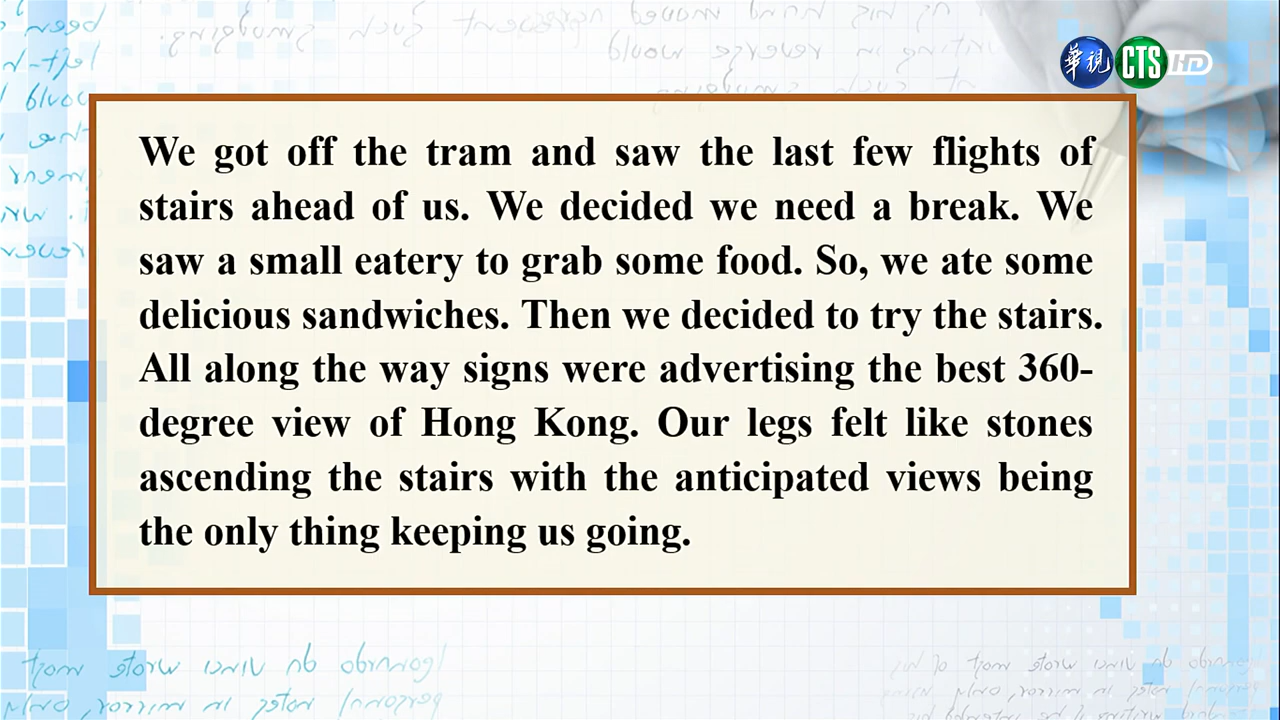 華視 CTS HD
We got off the tram and saw the last few flights of
stairs ahead of us. We decided we need a break. We
saw a small eatery to grab some food. So, we ate some
delicious sandwiches. Then we decided to try the stairs.
All along the way signs were advertising the best 360-
degree view of Hong Kong. Our legs felt like stones
ascending the stairs with the anticipated views being
the only thing keeping us going.